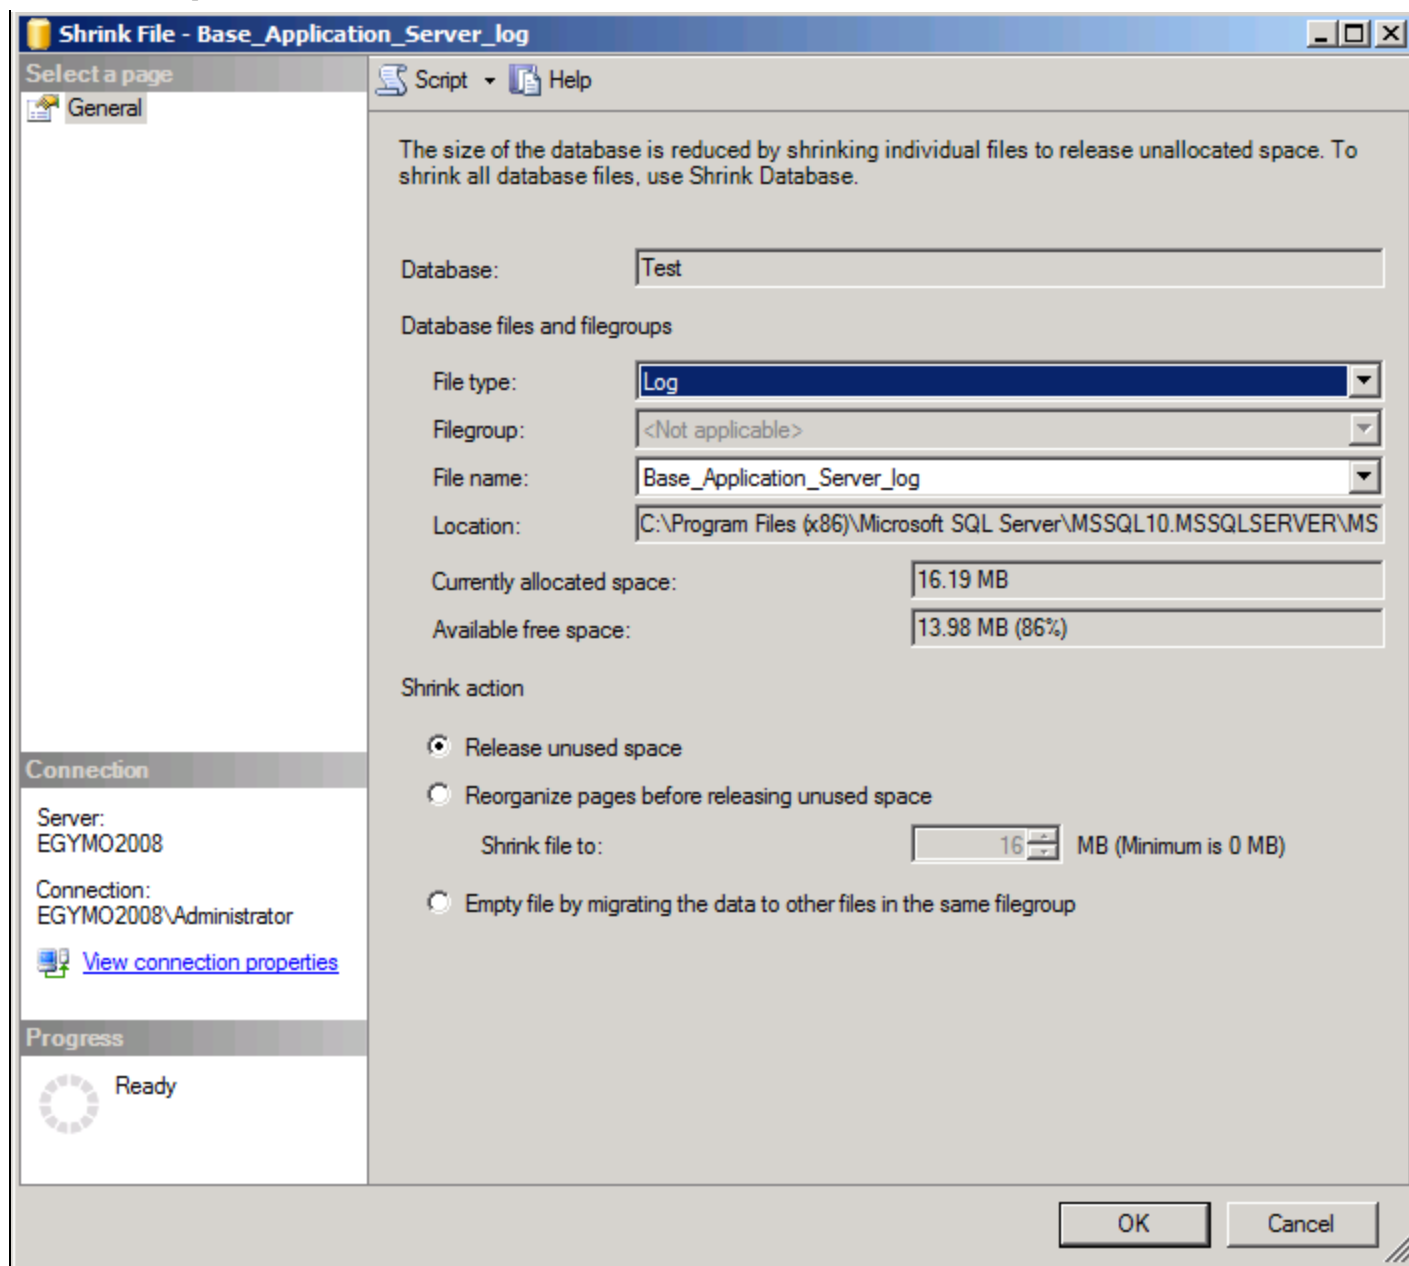 Shrink File - Base_Application_Server_log
Select a page
General
Script
Help
The size of the database is reduced by shrinking individual files to release unallocated space. To
shrink all database files, use Shrink Database.
Database:
Test
Database files and filegroups
File type:
Log
Filegroup:
<Not applicable>
File name:
Base_Application_Server_log
Location:
C:\Program Files (x86)\Microsoft SQL Server\MSSQL10.MSSQLSERVER\MS
Currently allocated space:
16.19 MB
Available free space:
13.98 MB (86%)
Shrink action
Release unused space
Reorganize pages before releasing unused space
Shrink file to:
16
MB (Minimum is 0 MB)
Empty file by migrating the data to other files in the same filegroup
Connection
Server:
EGYMO2008
Connection:
EGYMO2008\Administrator
View connection properties
Progress
Ready
OK
Cancel